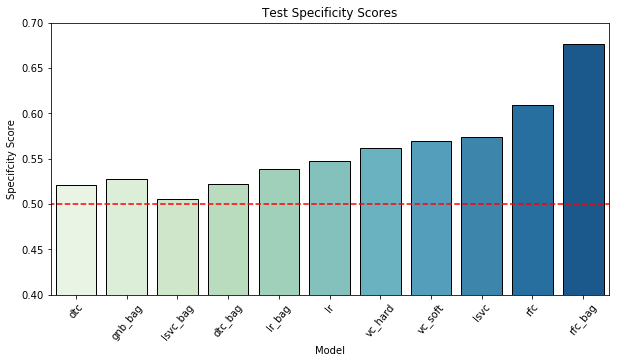 Test Specificity Scores
Specifcity Score
0.70
0.65
0.60
0.55
0.50
0.45
0.40
dtc
gnb_bag
lsvc_bag
dtc_bag
lr_bag
lr
vc_hard
vc_soft
lsvc
rfc
rfc_bag
Model